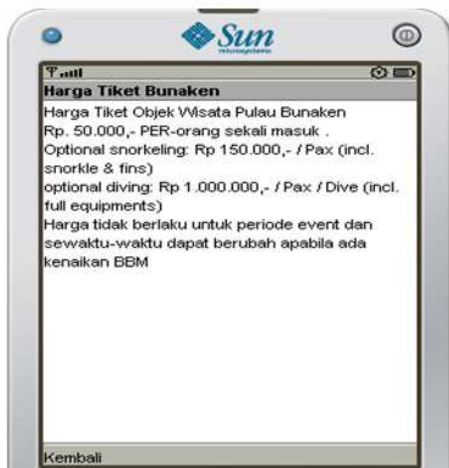 Sun
microsystems
Harga Tiket Bunaken
Harga Tiket Objek Wisata Pulau Bunaken
Rp. 50.000,- PER-orang sekali masuk .
Optional snorkeling: Rp 150.000,- / Pax (incl.
snorkle & fins)
optional diving: Rp 1.000.000,- / Pax / Dive (incl.
full equipments)
Harga tidak berlaku untuk periode event dan
sewaktu-waktu dapat berubah apabila ada
kenaikan BBM
Kembali